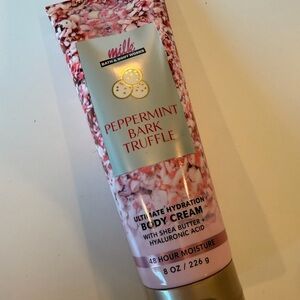 milk
BATH & BODY WORKS
PEPPERMINT
BARK
TRUFFLE
ULTIMATE HYDRATION
BODY CREAM
WITH SHEA BUTTER +
HYALURONIC ACID
48 HOUR MOISTURE
8 OZ / 226 g